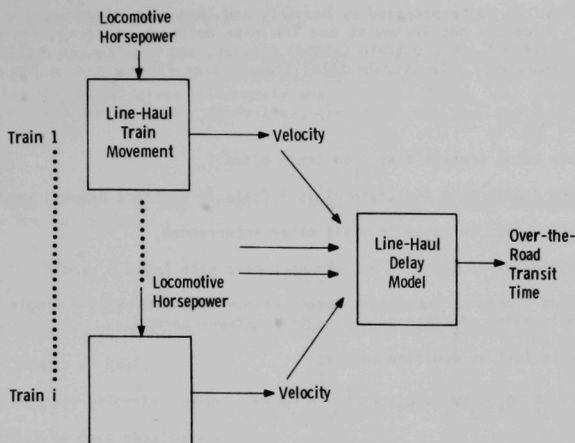 Locomotive
Horsepower
Line-Haul
Train
Movement
Train 1
Velocity
Line-Haul
Delay
Model
Over-the-
Road
Transit
Time
Locomotive
Horsepower
Train i
Velocity